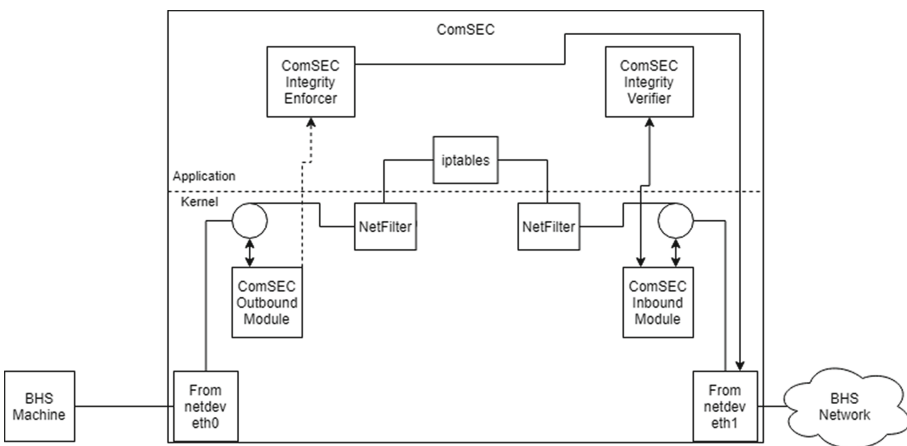 ComSEC
ComSEC
Integrity
Enforcer
ComSEC
Integrity
Verifier
iptables
Application
Kernel
NetFilter
NetFilter
ComSEC
Outbound
Module
ComSEC
Inbound
Module
BHS
Machine
From
netdev
eth0
From
netdev
eth1
BHS
Network